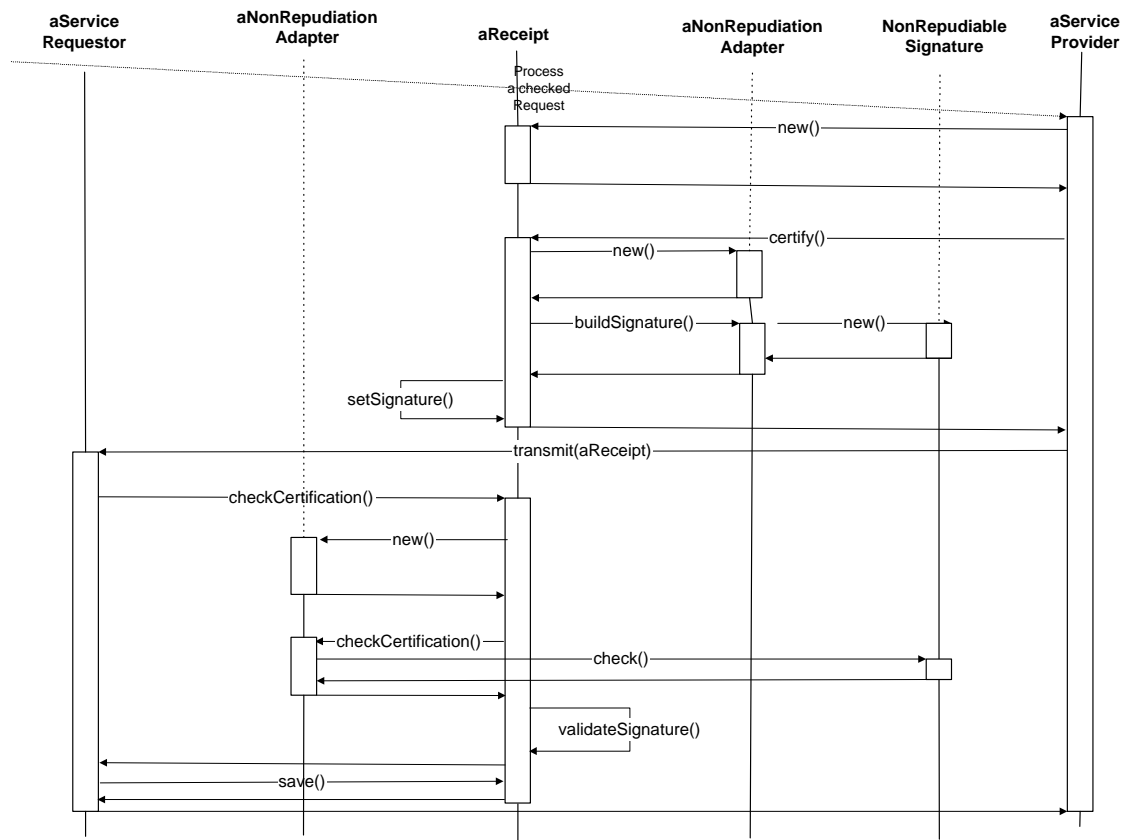 aService
Requestor
aNonRepudiation
Adapter
aReceipt
aNonRepudiation
Adapter
NonRepudiable
Signature
aService
Provider
Process
a checked
Request
new()
certify()
new()
buildSignature()
new()
setSignature()
transmit(aReceipt)
checkCertification()
new()
checkCertification()
check()
validateSignature()
save()